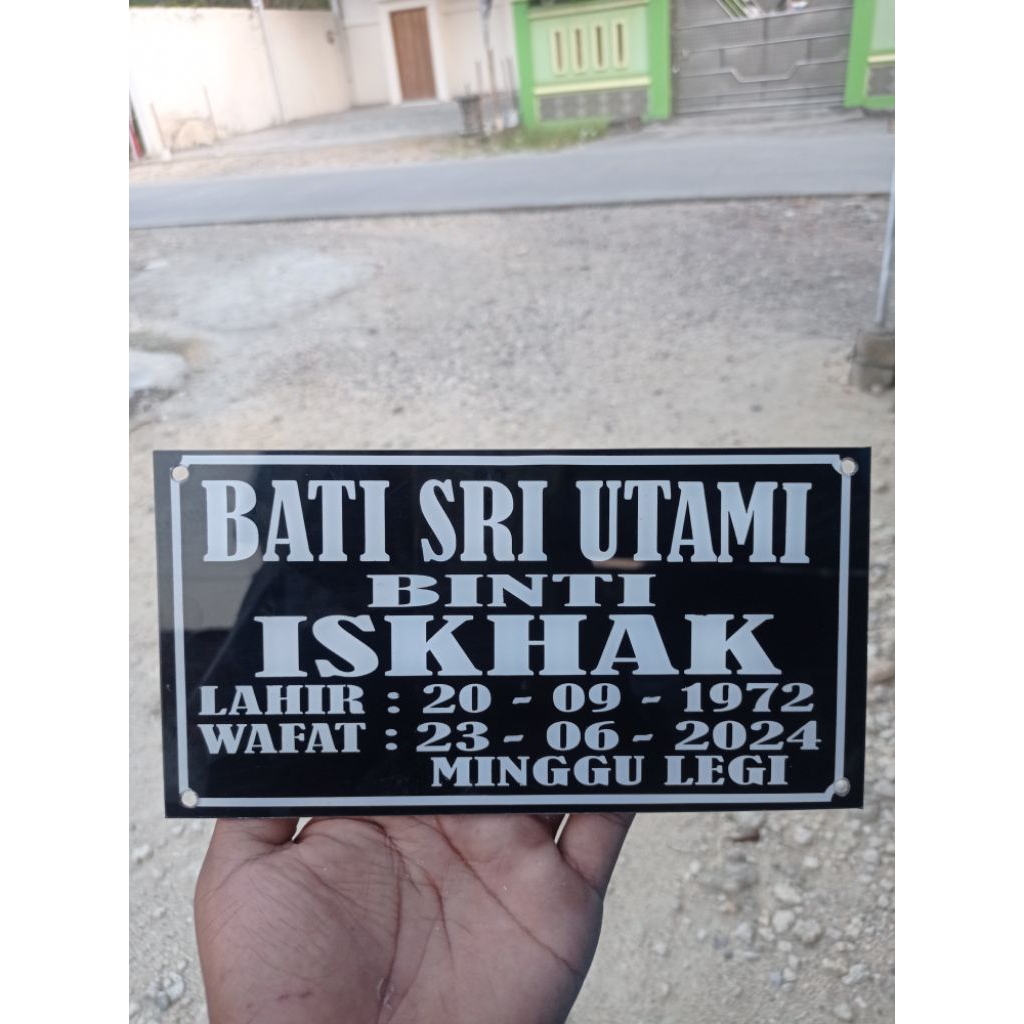 BATI SRI UTAMI
BINTI
ISKHAK
LAHIR : 20 - 09 - 1972
WAFAT : 23 - 06 - 2024
MINGGU LEGI